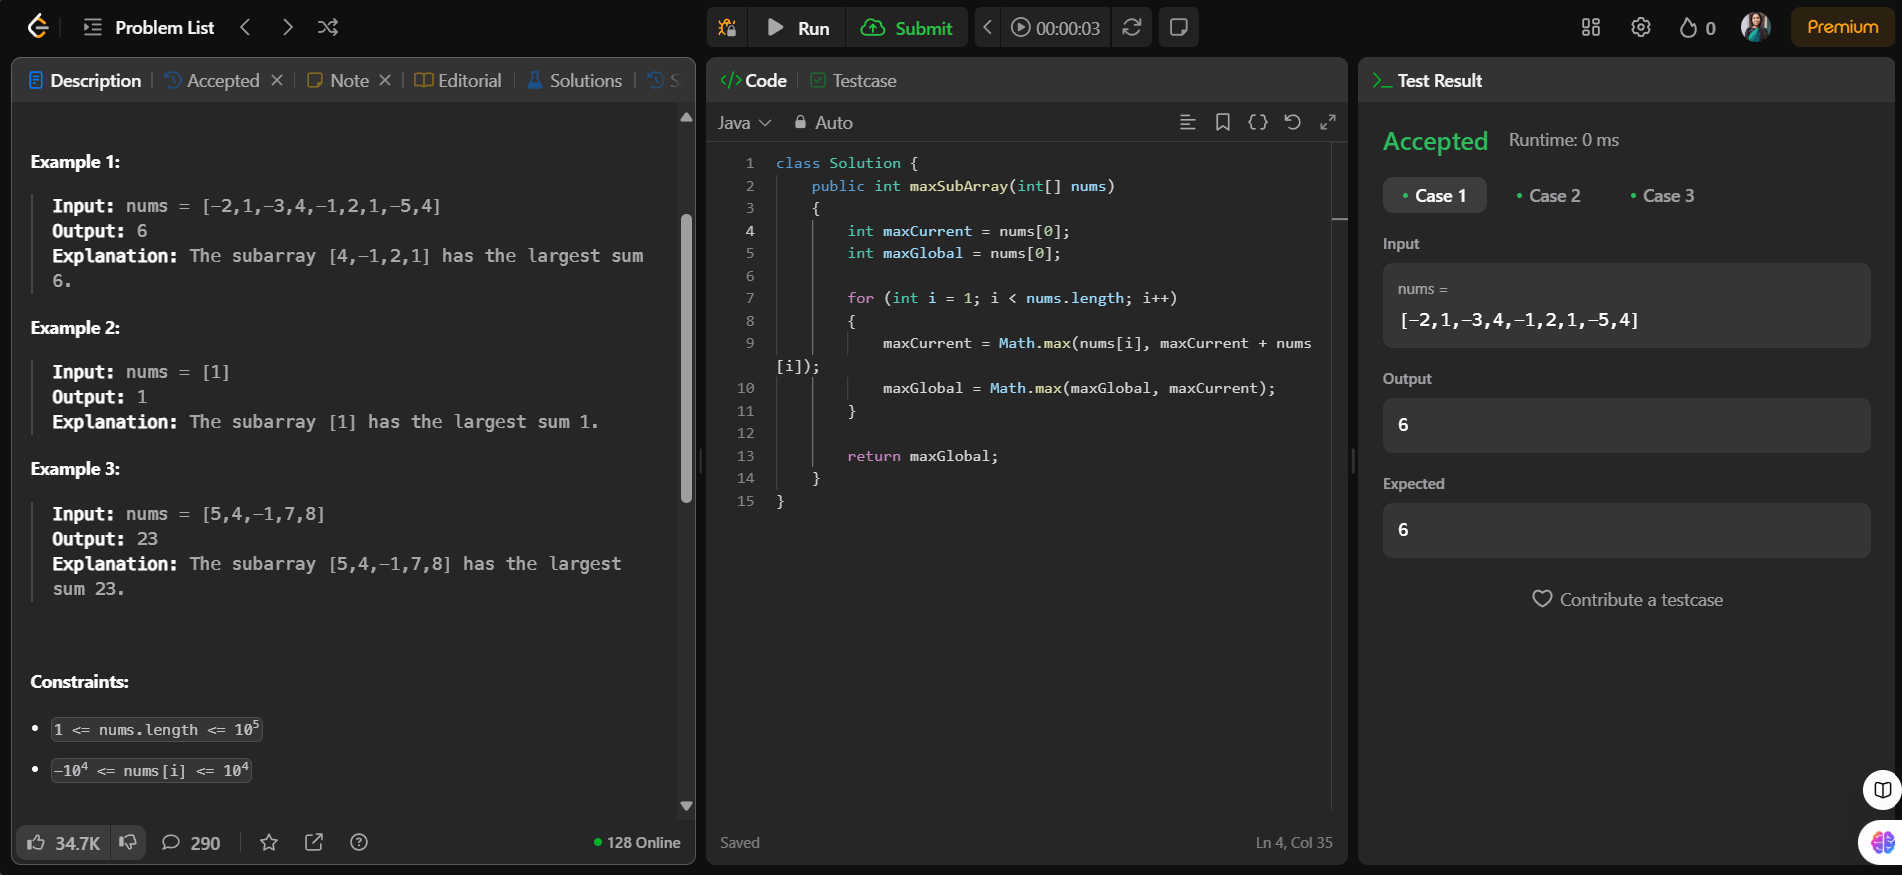 Problem List
Run
Submit
00:00:03
0
Premium
Description
Accepted
Note
Editorial
Solutions
S
Example 1:
Input: nums = [-2,1,-3,4,-1,2,1,-5,4]
Output: 6
Explanation: The subarray [4,-1,2,1] has the largest sum
6.
Example 2:
Input: nums = [1]
Output: 1
Explanation: The subarray [1] has the largest sum 1.
Example 3:
Input: nums = [5,4,-1,7,8]
Output: 23
Explanation: The subarray [5,4,-1,7,8] has the largest
sum 23.
Constraints:
• 1 <= nums.length <= 10⁵
• -10⁴ <= nums[i] <= 10⁴
34.7K
290
128 Online
</> Code
Testcase
Java
Auto
1 class Solution {
2     public int maxSubArray(int[] nums)
3     {
4         int maxCurrent = nums[0];
5         int maxGlobal = nums[0];
6
7         for (int i = 1; i < nums.length; i++)
8         {
9             maxCurrent = Math.max(nums[i], maxCurrent + nums
[i]);
10             maxGlobal = Math.max(maxGlobal, maxCurrent);
11         }
12
13         return maxGlobal;
14     }
15 }
Saved
Ln 4, Col 35
Test Result
Accepted
Runtime: 0 ms
• Case 1
• Case 2
• Case 3
Input
nums =
[-2,1,-3,4,-1,2,1,-5,4]
Output
6
Expected
6
Contribute a testcase